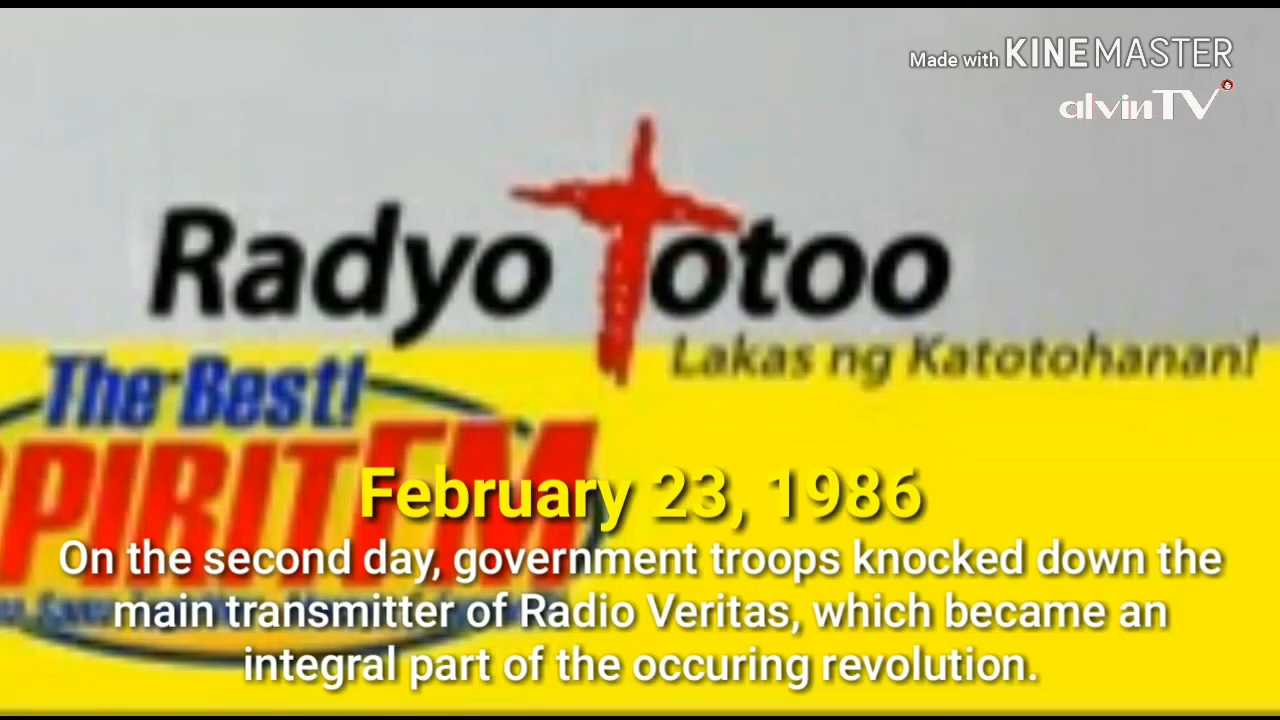 Made with KINEMASTER
alvinTV
Radyo Totoo
Lakas ng Katotohanan!
The Best!
PIRITFM
February 23, 1986
On the second day, government troops knocked down the
main transmitter of Radio Veritas, which became an
integral part of the occuring revolution.